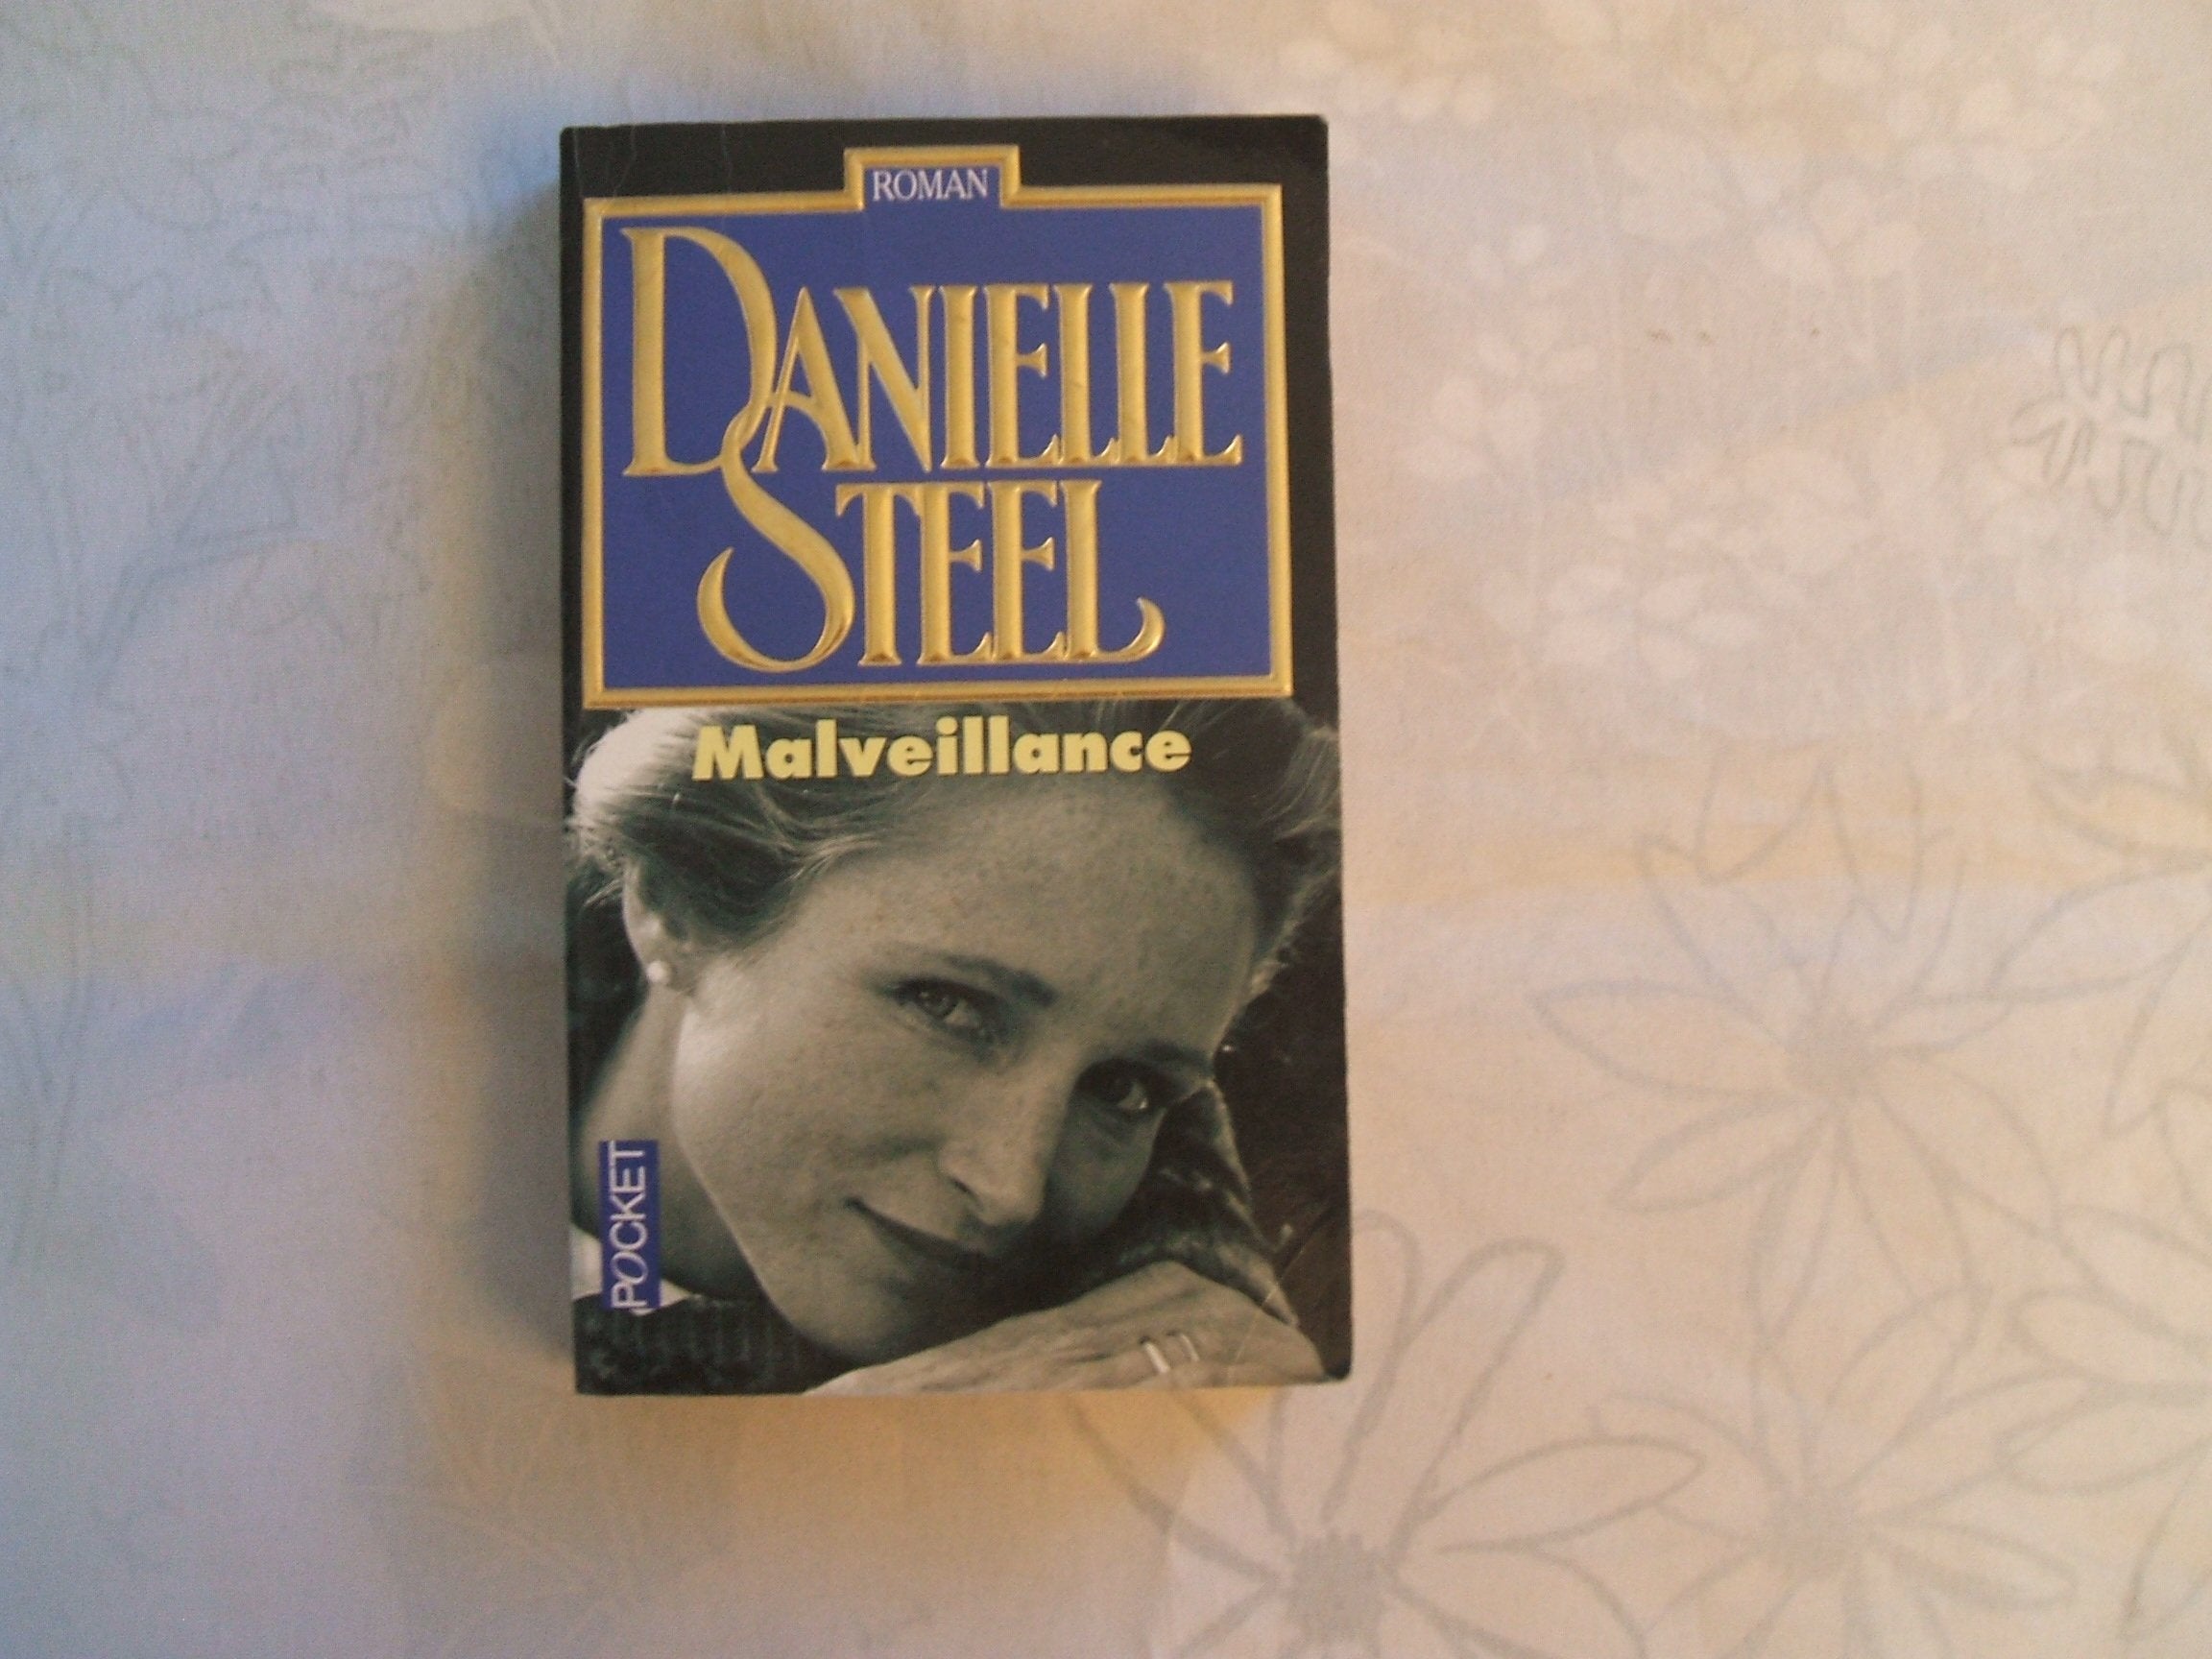 ROMAN
DANIELLE
STEEL
Malveillance
POCKET